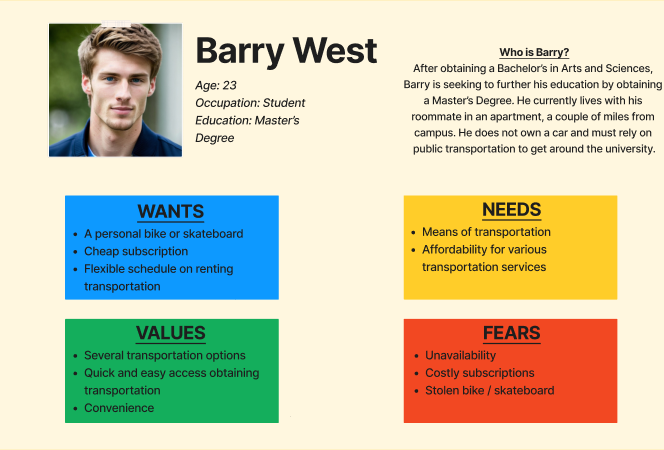 Barry West
Age: 23
Occupation: Student
Education: Master's
Degree
Who is Barry?
After obtaining a Bachelor's in Arts and Sciences,
Barry is seeking to further his education by obtaining
a Master's Degree. He currently lives with his
roommate in an apartment, a couple of miles from
campus. He does not own a car and must rely on
public transportation to get around the university.
WANTS
• A personal bike or skateboard
• Cheap subscription
• Flexible schedule on renting
transportation
NEEDS
• Means of transportation
• Affordability for various
transportation services
VALUES
• Several transportation options
• Quick and easy access obtaining
transportation
• Convenience
FEARS
• Unavailability
• Costly subscriptions
• Stolen bike / skateboard